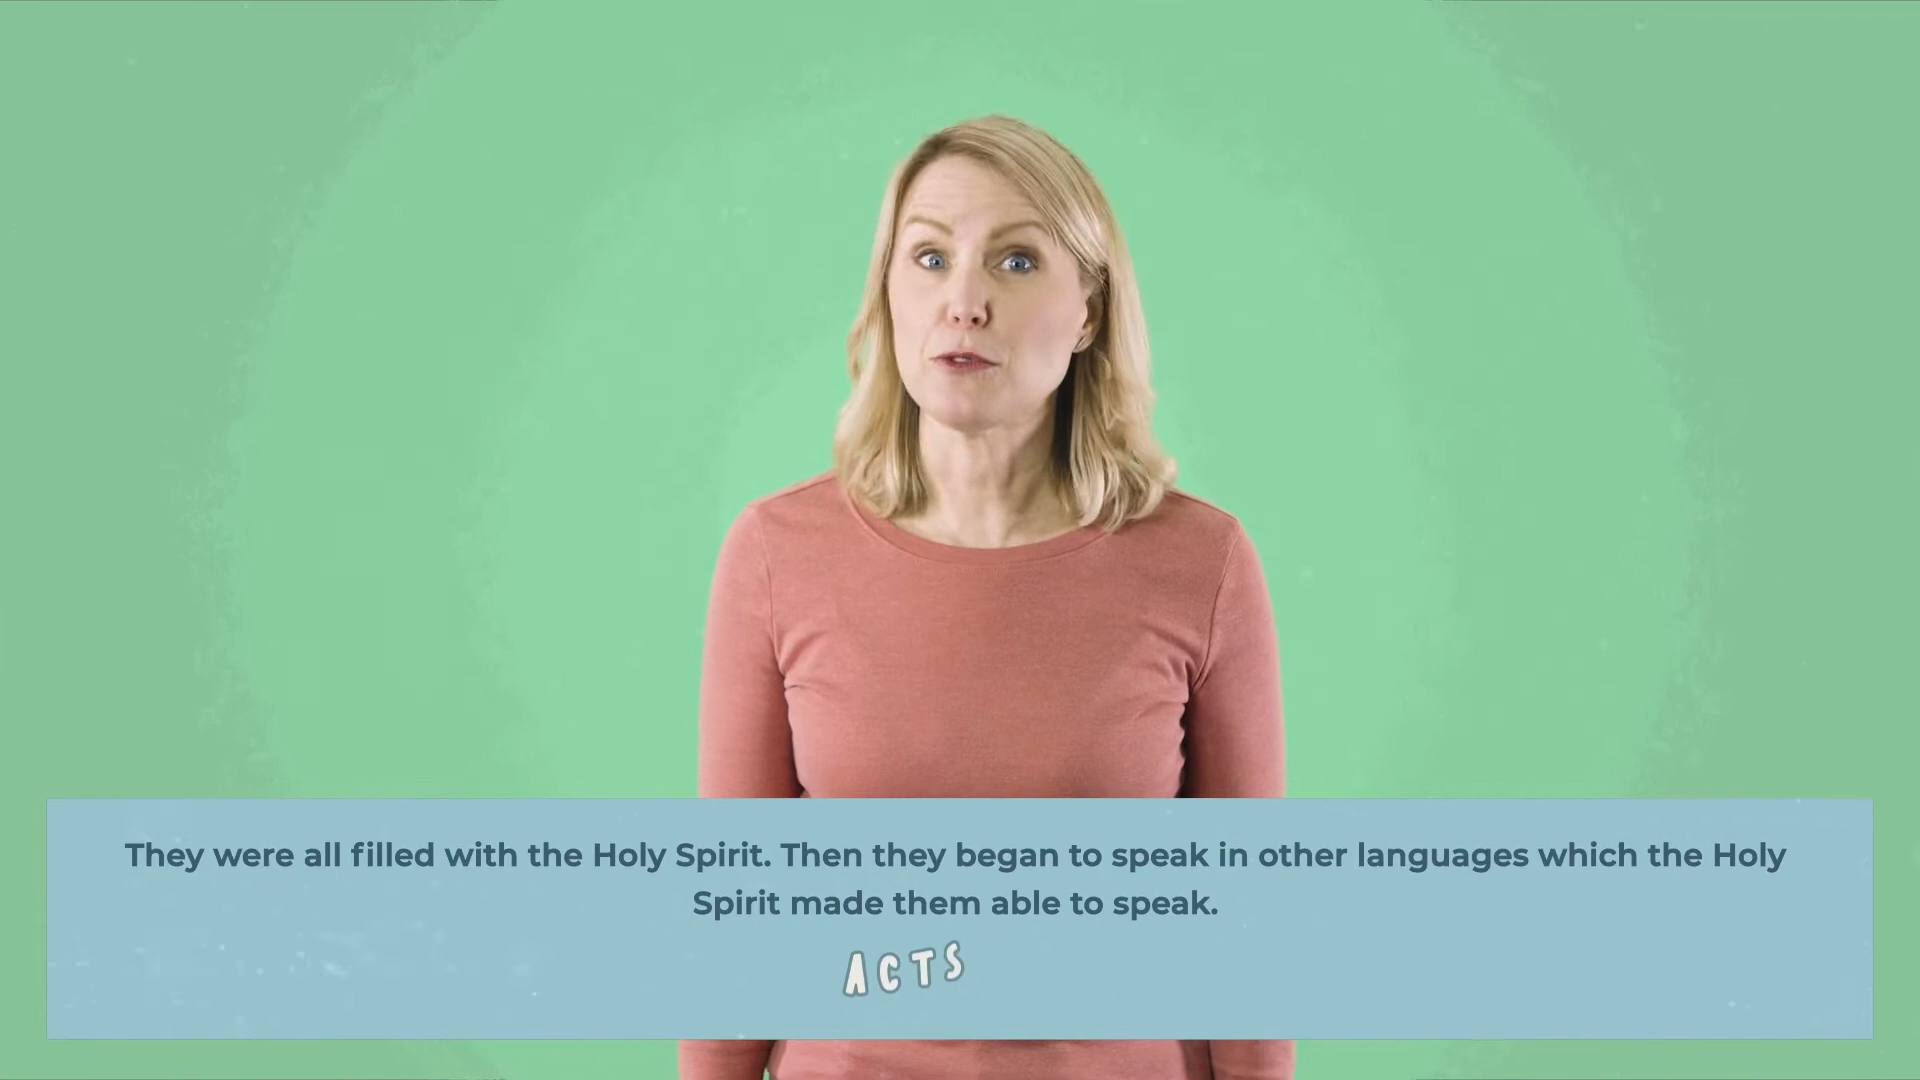 They were all filled with the Holy Spirit. Then they began to speak in other languages which the Holy
Spirit made them able to speak.
ACTS